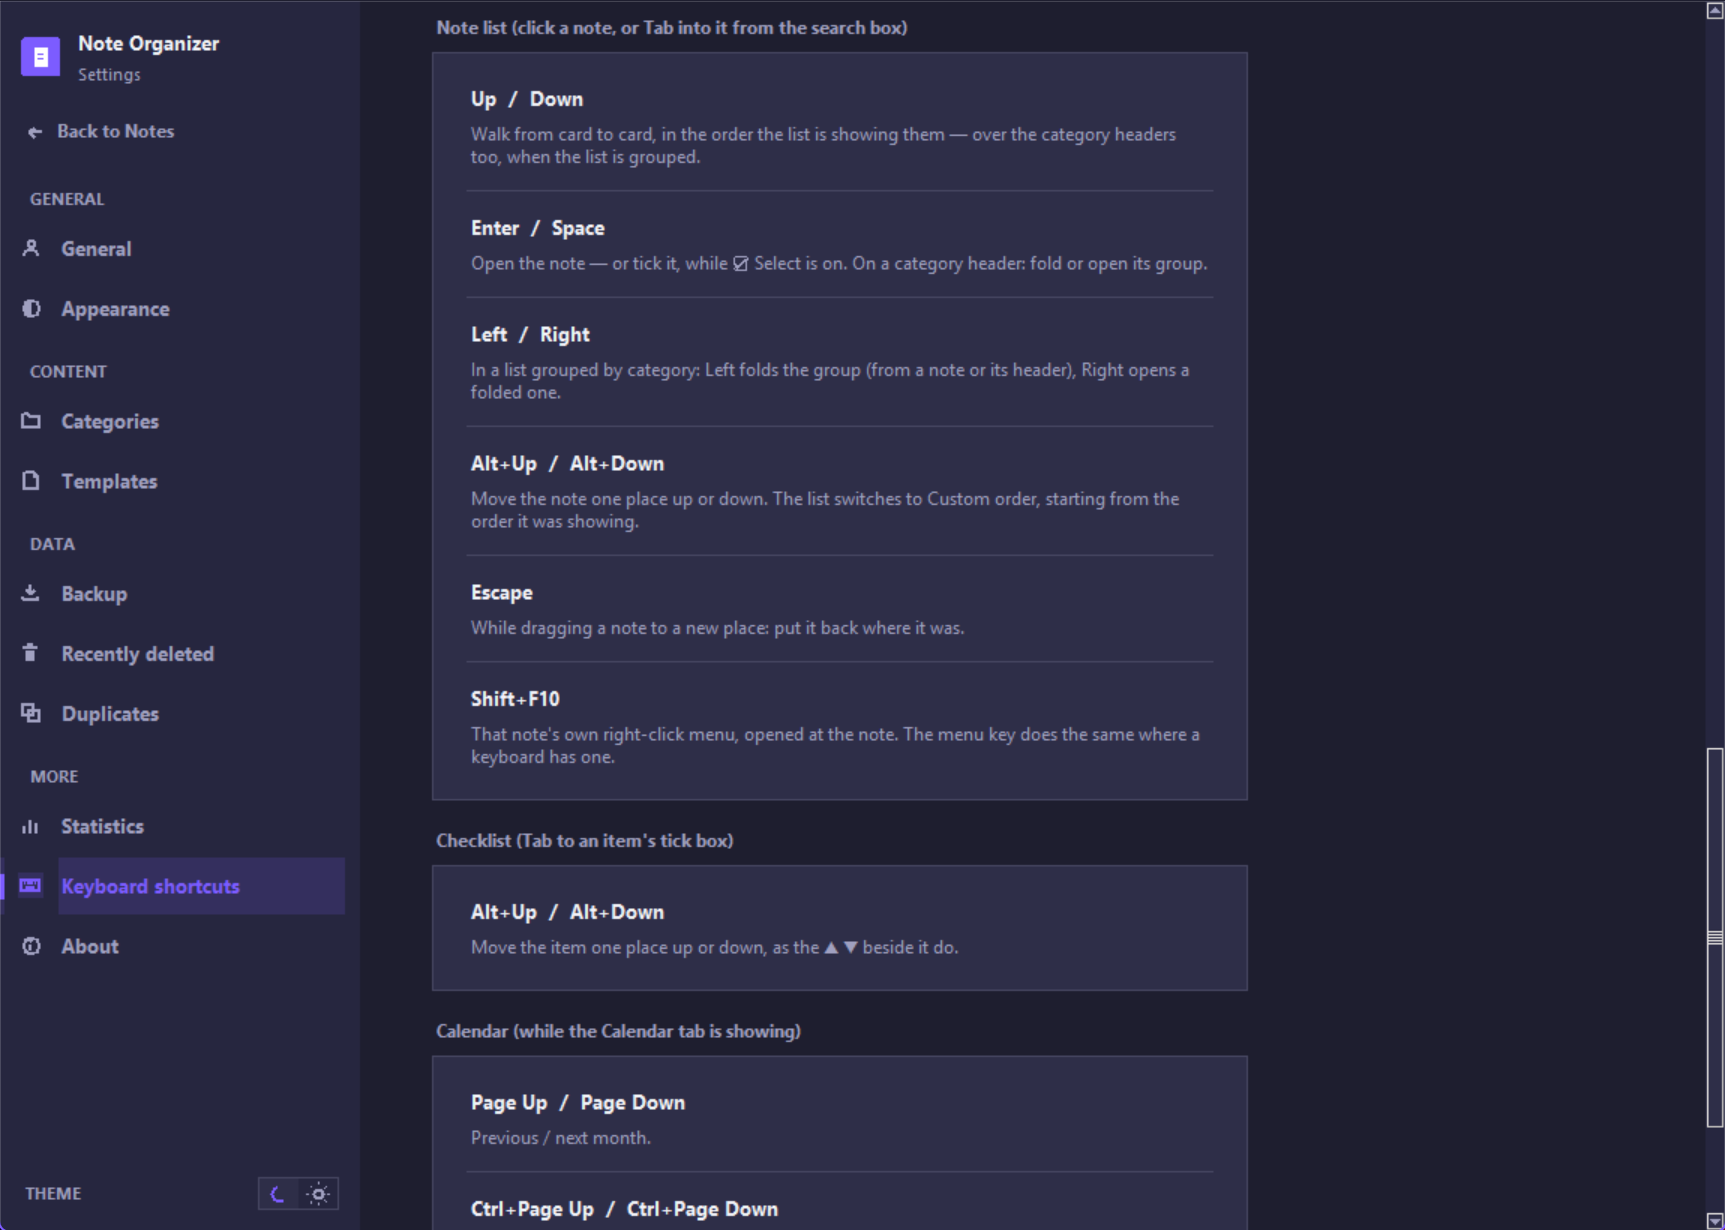 Note Organizer
Settings
Back to Notes
GENERAL
General
Appearance
CONTENT
Categories
Templates
DATA
Backup
Recently deleted
Duplicates
MORE
Statistics
Keyboard shortcuts
About
THEME
Note list (click a note, or Tab into it from the search box)
Up / Down
Walk from card to card, in the order the list is showing them — over the category headers
too, when the list is grouped.
Enter / Space
Open the note — or tick it, while ☑ Select is on. On a category header: fold or open its group.
Left / Right
In a list grouped by category: Left folds the group (from a note or its header), Right opens a
folded one.
Alt+Up / Alt+Down
Move the note one place up or down. The list switches to Custom order, starting from the
order it was showing.
Escape
While dragging a note to a new place: put it back where it was.
Shift+F10
That note's own right-click menu, opened at the note. The menu key does the same where a
keyboard has one.
Checklist (Tab to an item's tick box)
Alt+Up / Alt+Down
Move the item one place up or down, as the ▲▼ beside it do.
Calendar (while the Calendar tab is showing)
Page Up / Page Down
Previous / next month.
Ctrl+Page Up / Ctrl+Page Down